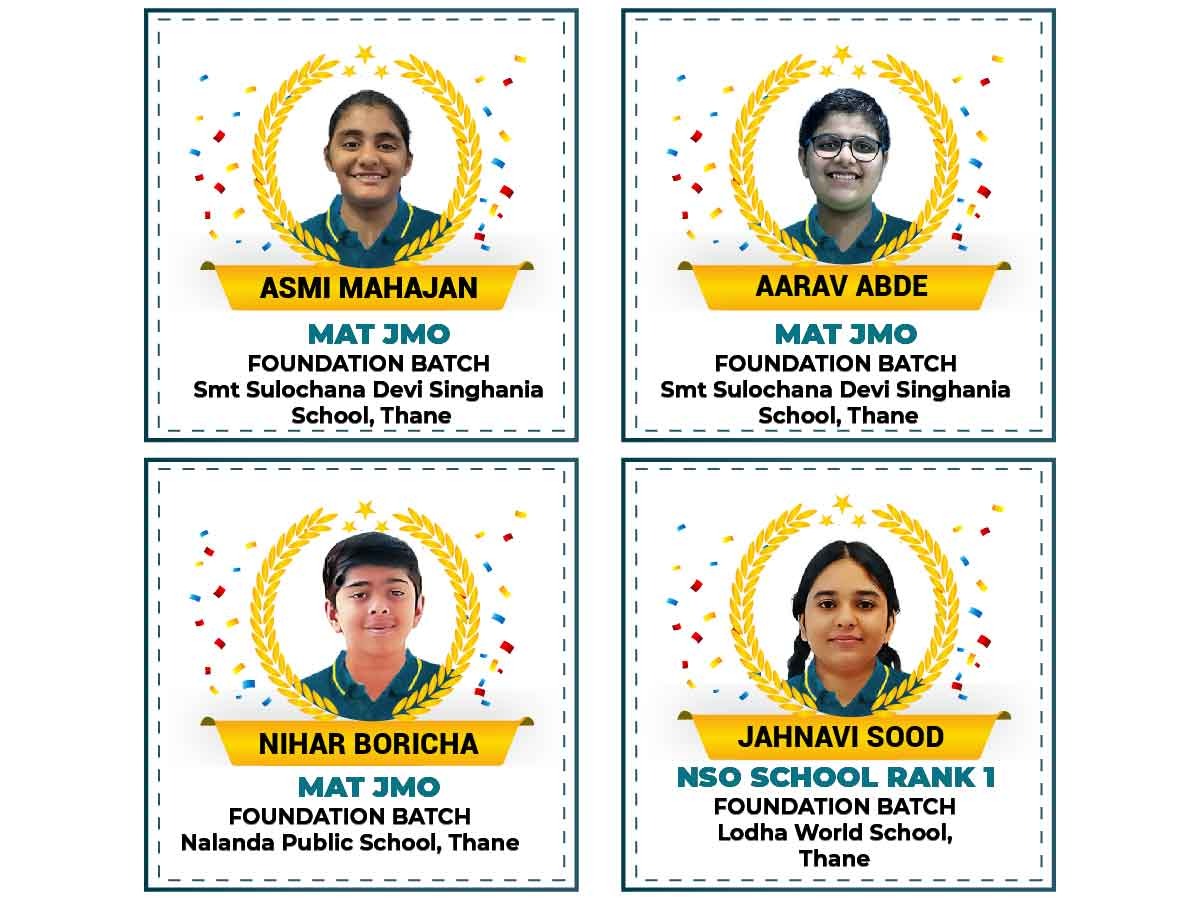 ASMI MAHAJAN
MAT JMO
FOUNDATION BATCH
Smt Sulochana Devi Singhania
School, Thane
AARAV ABDE
MAT JMO
FOUNDATION BATCH
Smt Sulochana Devi Singhania
School, Thane
NIHAR BORICHA
MAT JMO
FOUNDATION BATCH
Nalanda Public School, Thane
JAHNAVI SOOD
NSO SCHOOL RANK 1
FOUNDATION BATCH
Lodha World School,
Thane